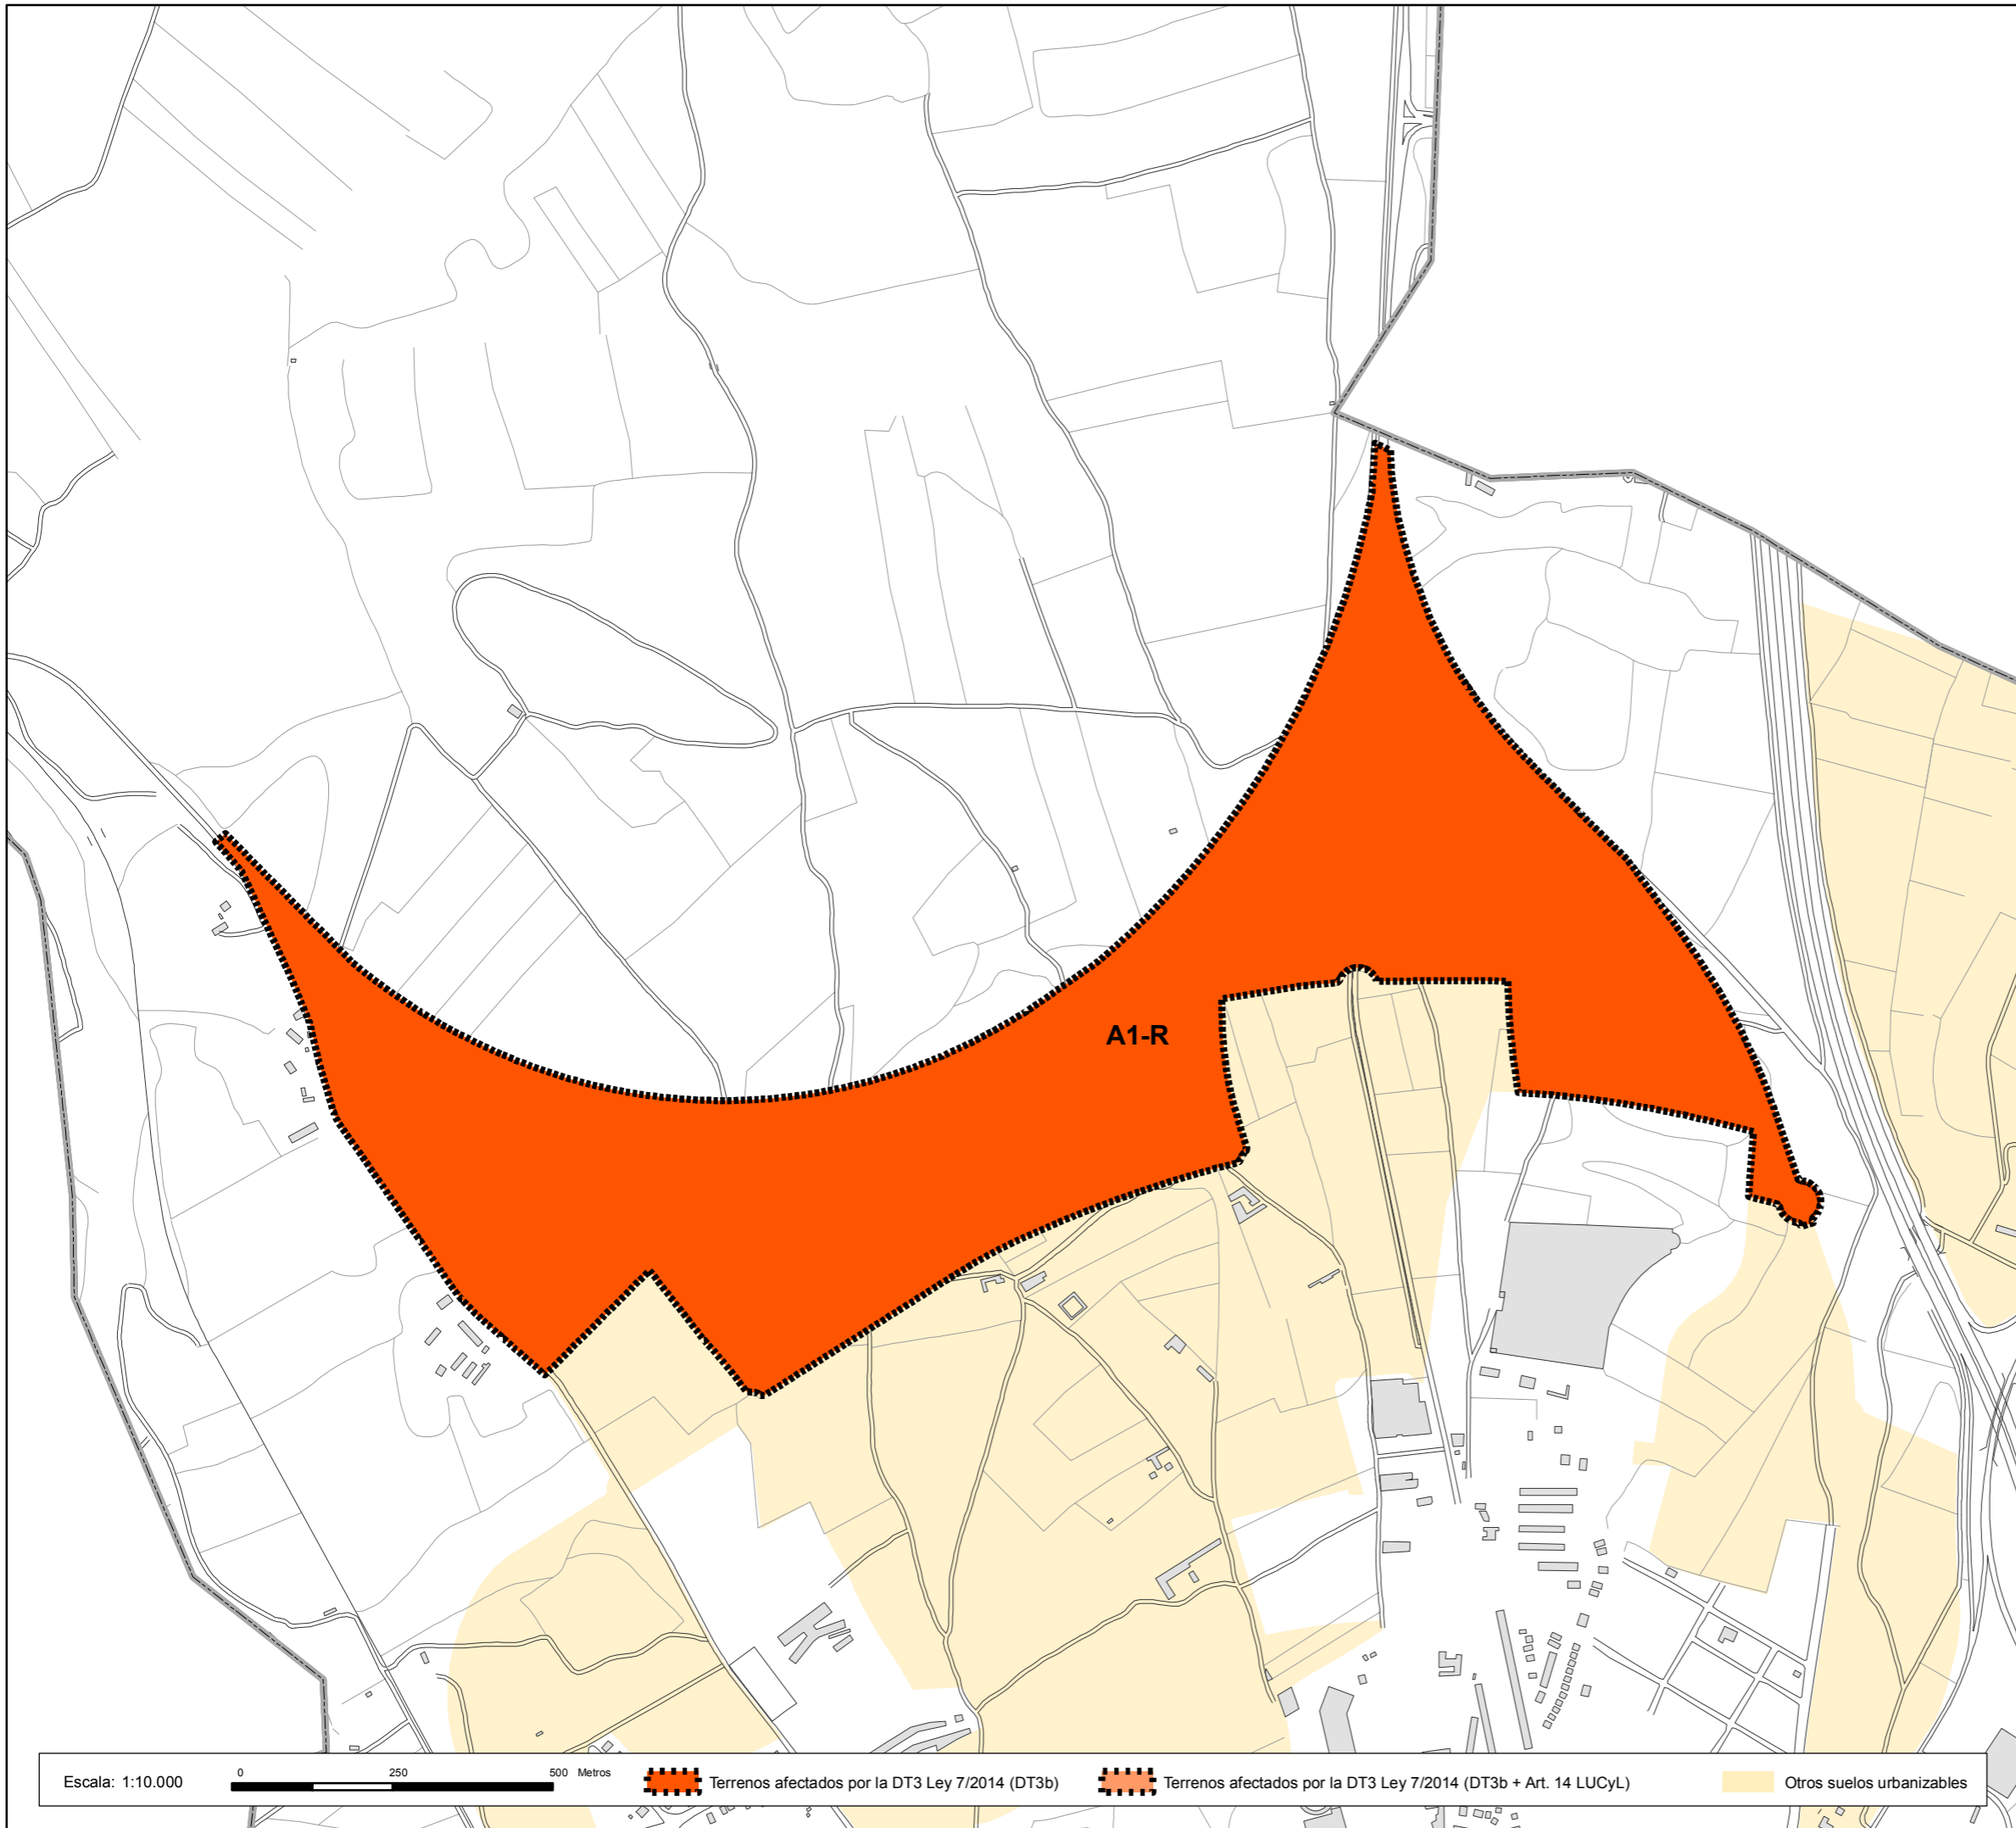 A1-R
Escala: 1:10.000
0 250 500 Metros
Terrenos afectados por la DT3 Ley 7/2014 (DT3b)
Terrenos afectados por la DT3 Ley 7/2014 (DT3b + Art. 14 LUCyL)
Otros suelos urbanizables